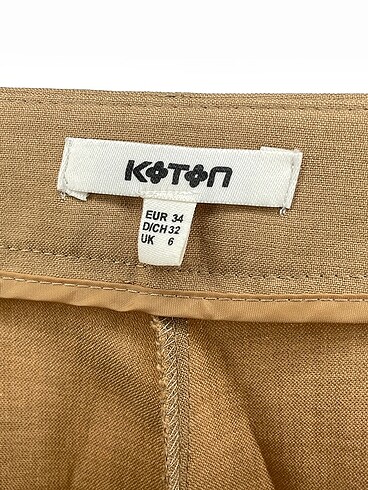 KOTON
EUR 34
D/CH 32
UK 6